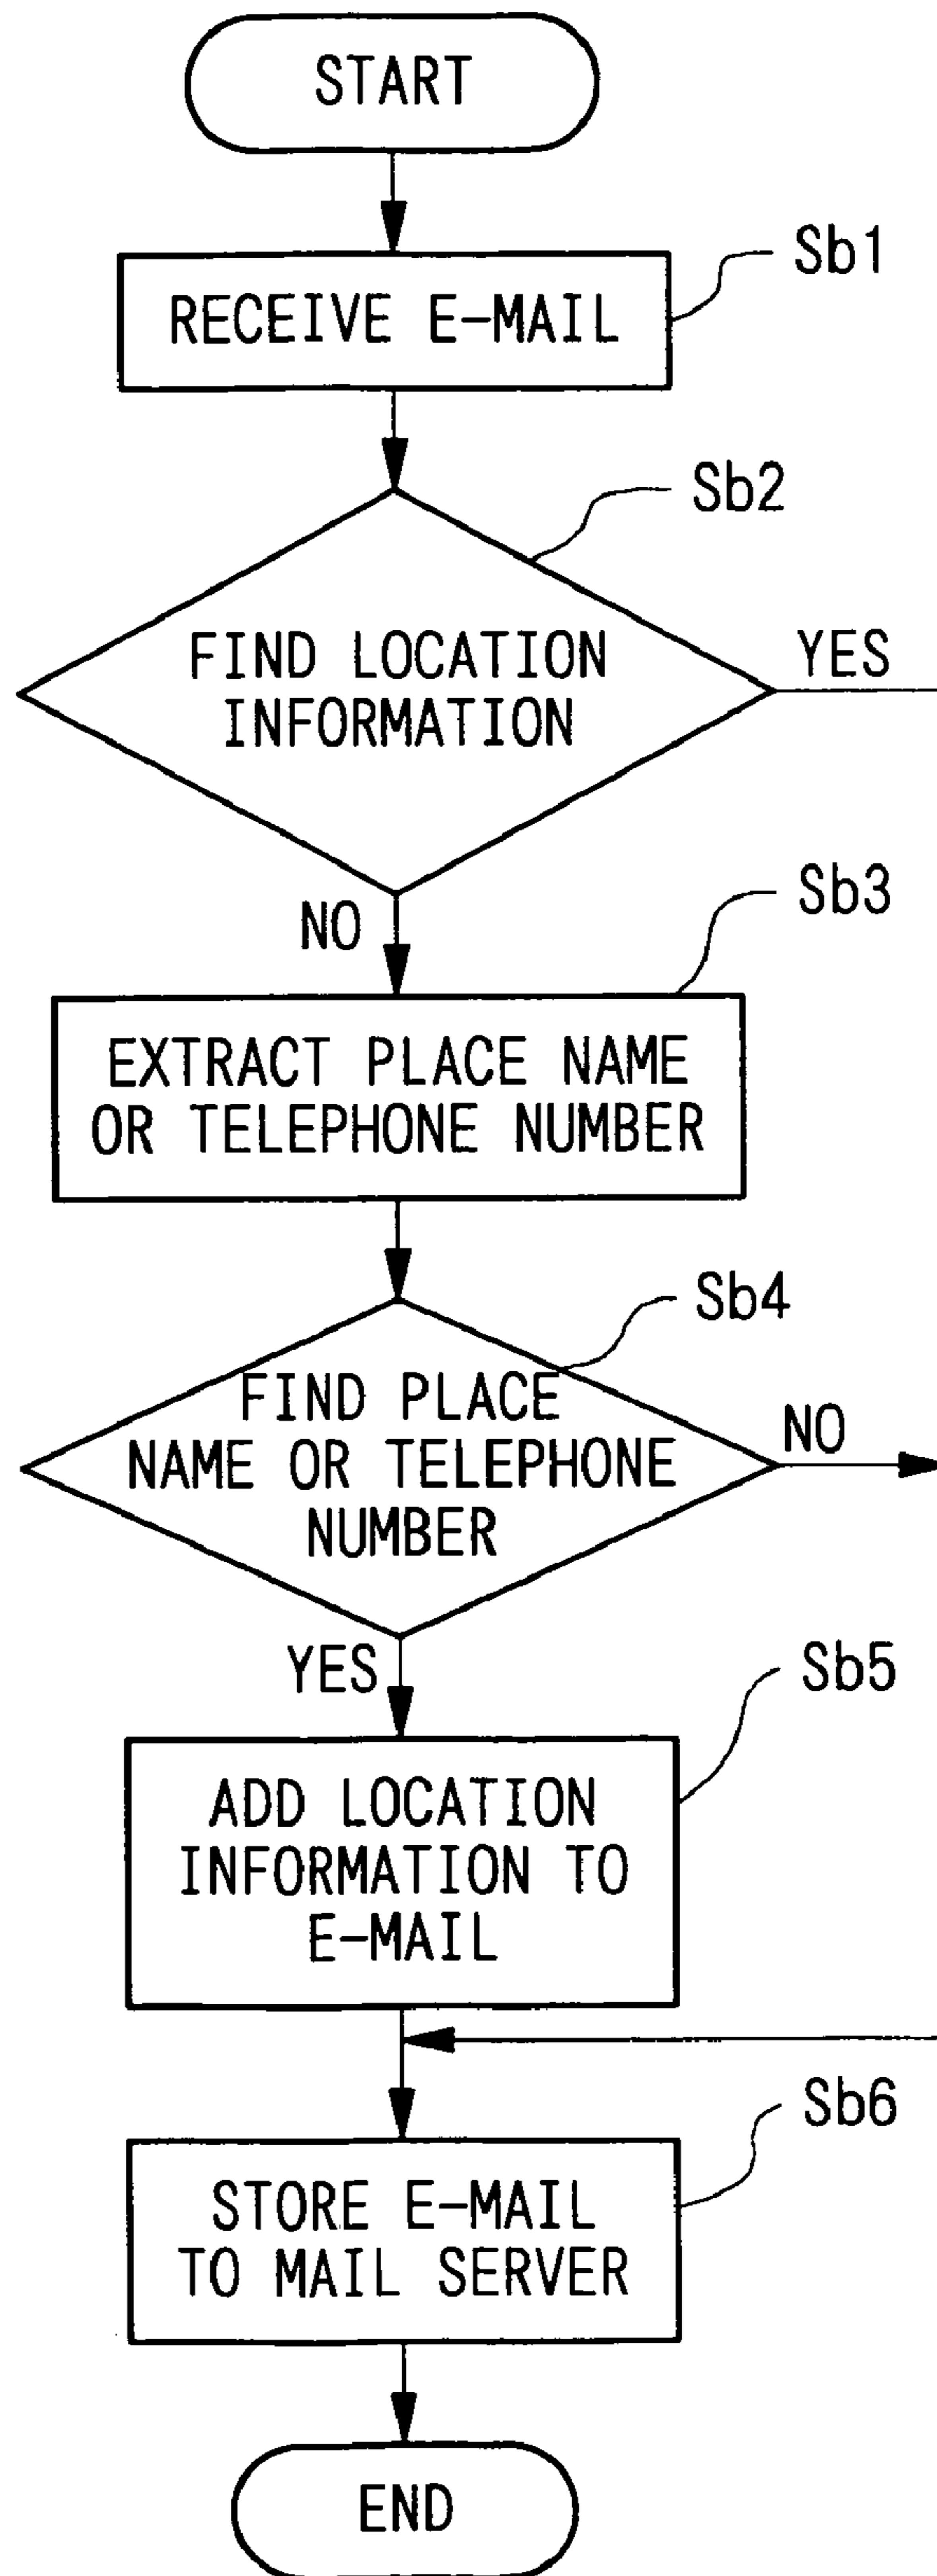 START
Sb1
RECEIVE E-MAIL
Sb2
FIND LOCATION
INFORMATION
YES
NO
Sb3
EXTRACT PLACE NAME
OR TELEPHONE NUMBER
Sb4
FIND PLACE
NAME OR TELEPHONE
NUMBER
NO
YES
Sb5
ADD LOCATION
INFORMATION TO
E-MAIL
Sb6
STORE E-MAIL
TO MAIL SERVER
END